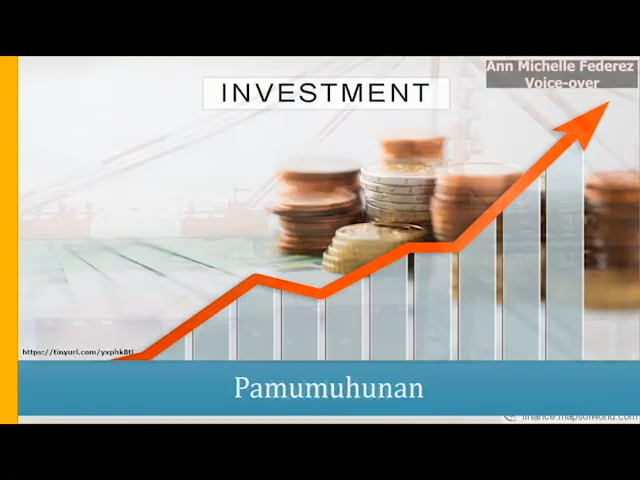 Ann Michelle Federez
Voice-over
INVESTMENT
https://tinyurl.com/yxphk8tl
Pamumuhunan
finance.mapsofworld.com